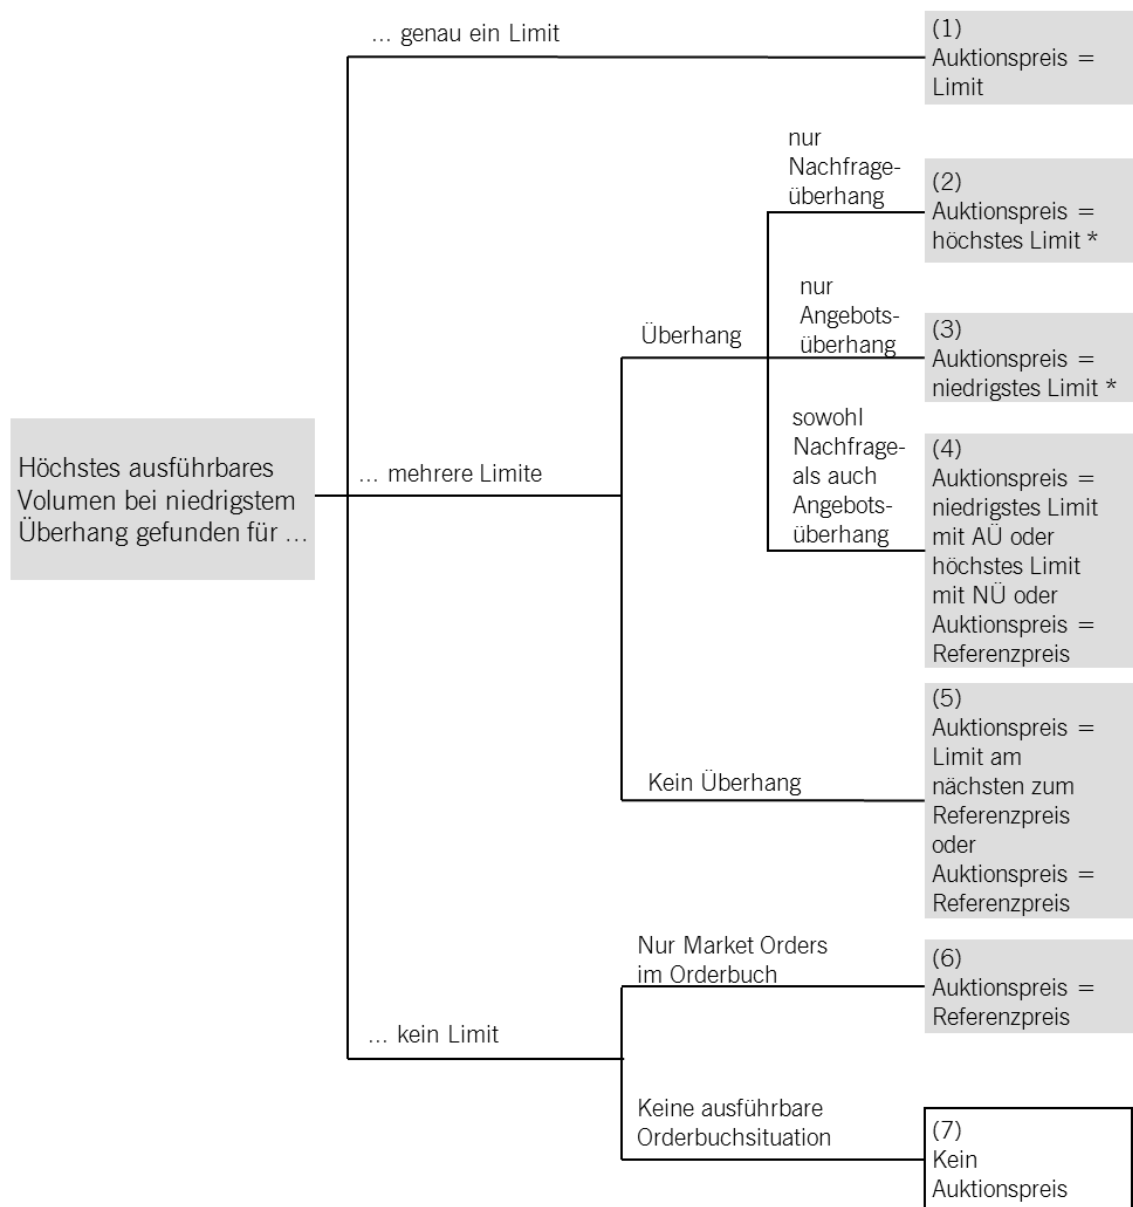 ... genau ein Limit
(1)
Auktionspreis =
Limit
nur
Nachfrage-
überhang
(2)
Auktionspreis =
höchstes Limit *
nur
Angebots-
überhang
Überhang
(3)
Auktionspreis =
niedrigstes Limit *
sowohl
Nachfrage-
als auch
Angebots-
überhang
(4)
Auktionspreis =
niedrigstes Limit
mit AÜ oder
höchstes Limit
mit NÜ oder
Auktionspreis =
Referenzpreis
Höchstes ausführbares
Volumen bei niedrigstem
Überhang gefunden für ...
... mehrere Limite
Kein Überhang
(5)
Auktionspreis =
Limit am
nächsten zum
Referenzpreis
oder
Auktionspreis =
Referenzpreis
Nur Market Orders
im Orderbuch
(6)
Auktionspreis =
Referenzpreis
... kein Limit
Keine ausführbare
Orderbuchsituation
(7)
Kein
Auktionspreis